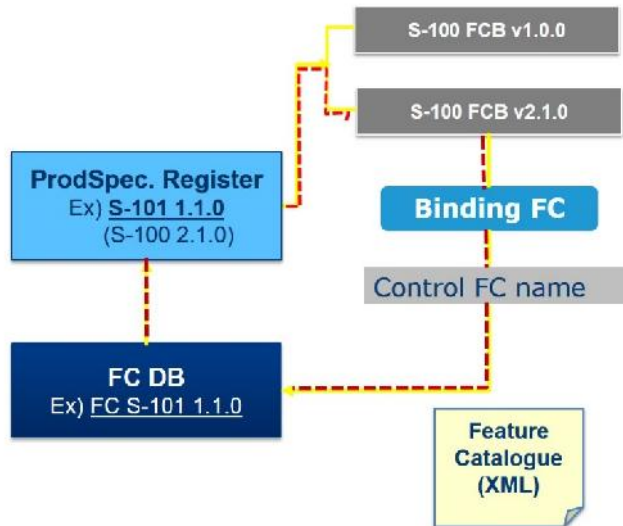 S-100 FCB v1.0.0
S-100 FCB v2.1.0
ProdSpec. Register
Ex) S-101 1.1.0
(S-100 2.1.0)
Binding FC
Control FC name
FC DB
Ex) FC S-101 1.1.0
Feature
Catalogue
(XML)